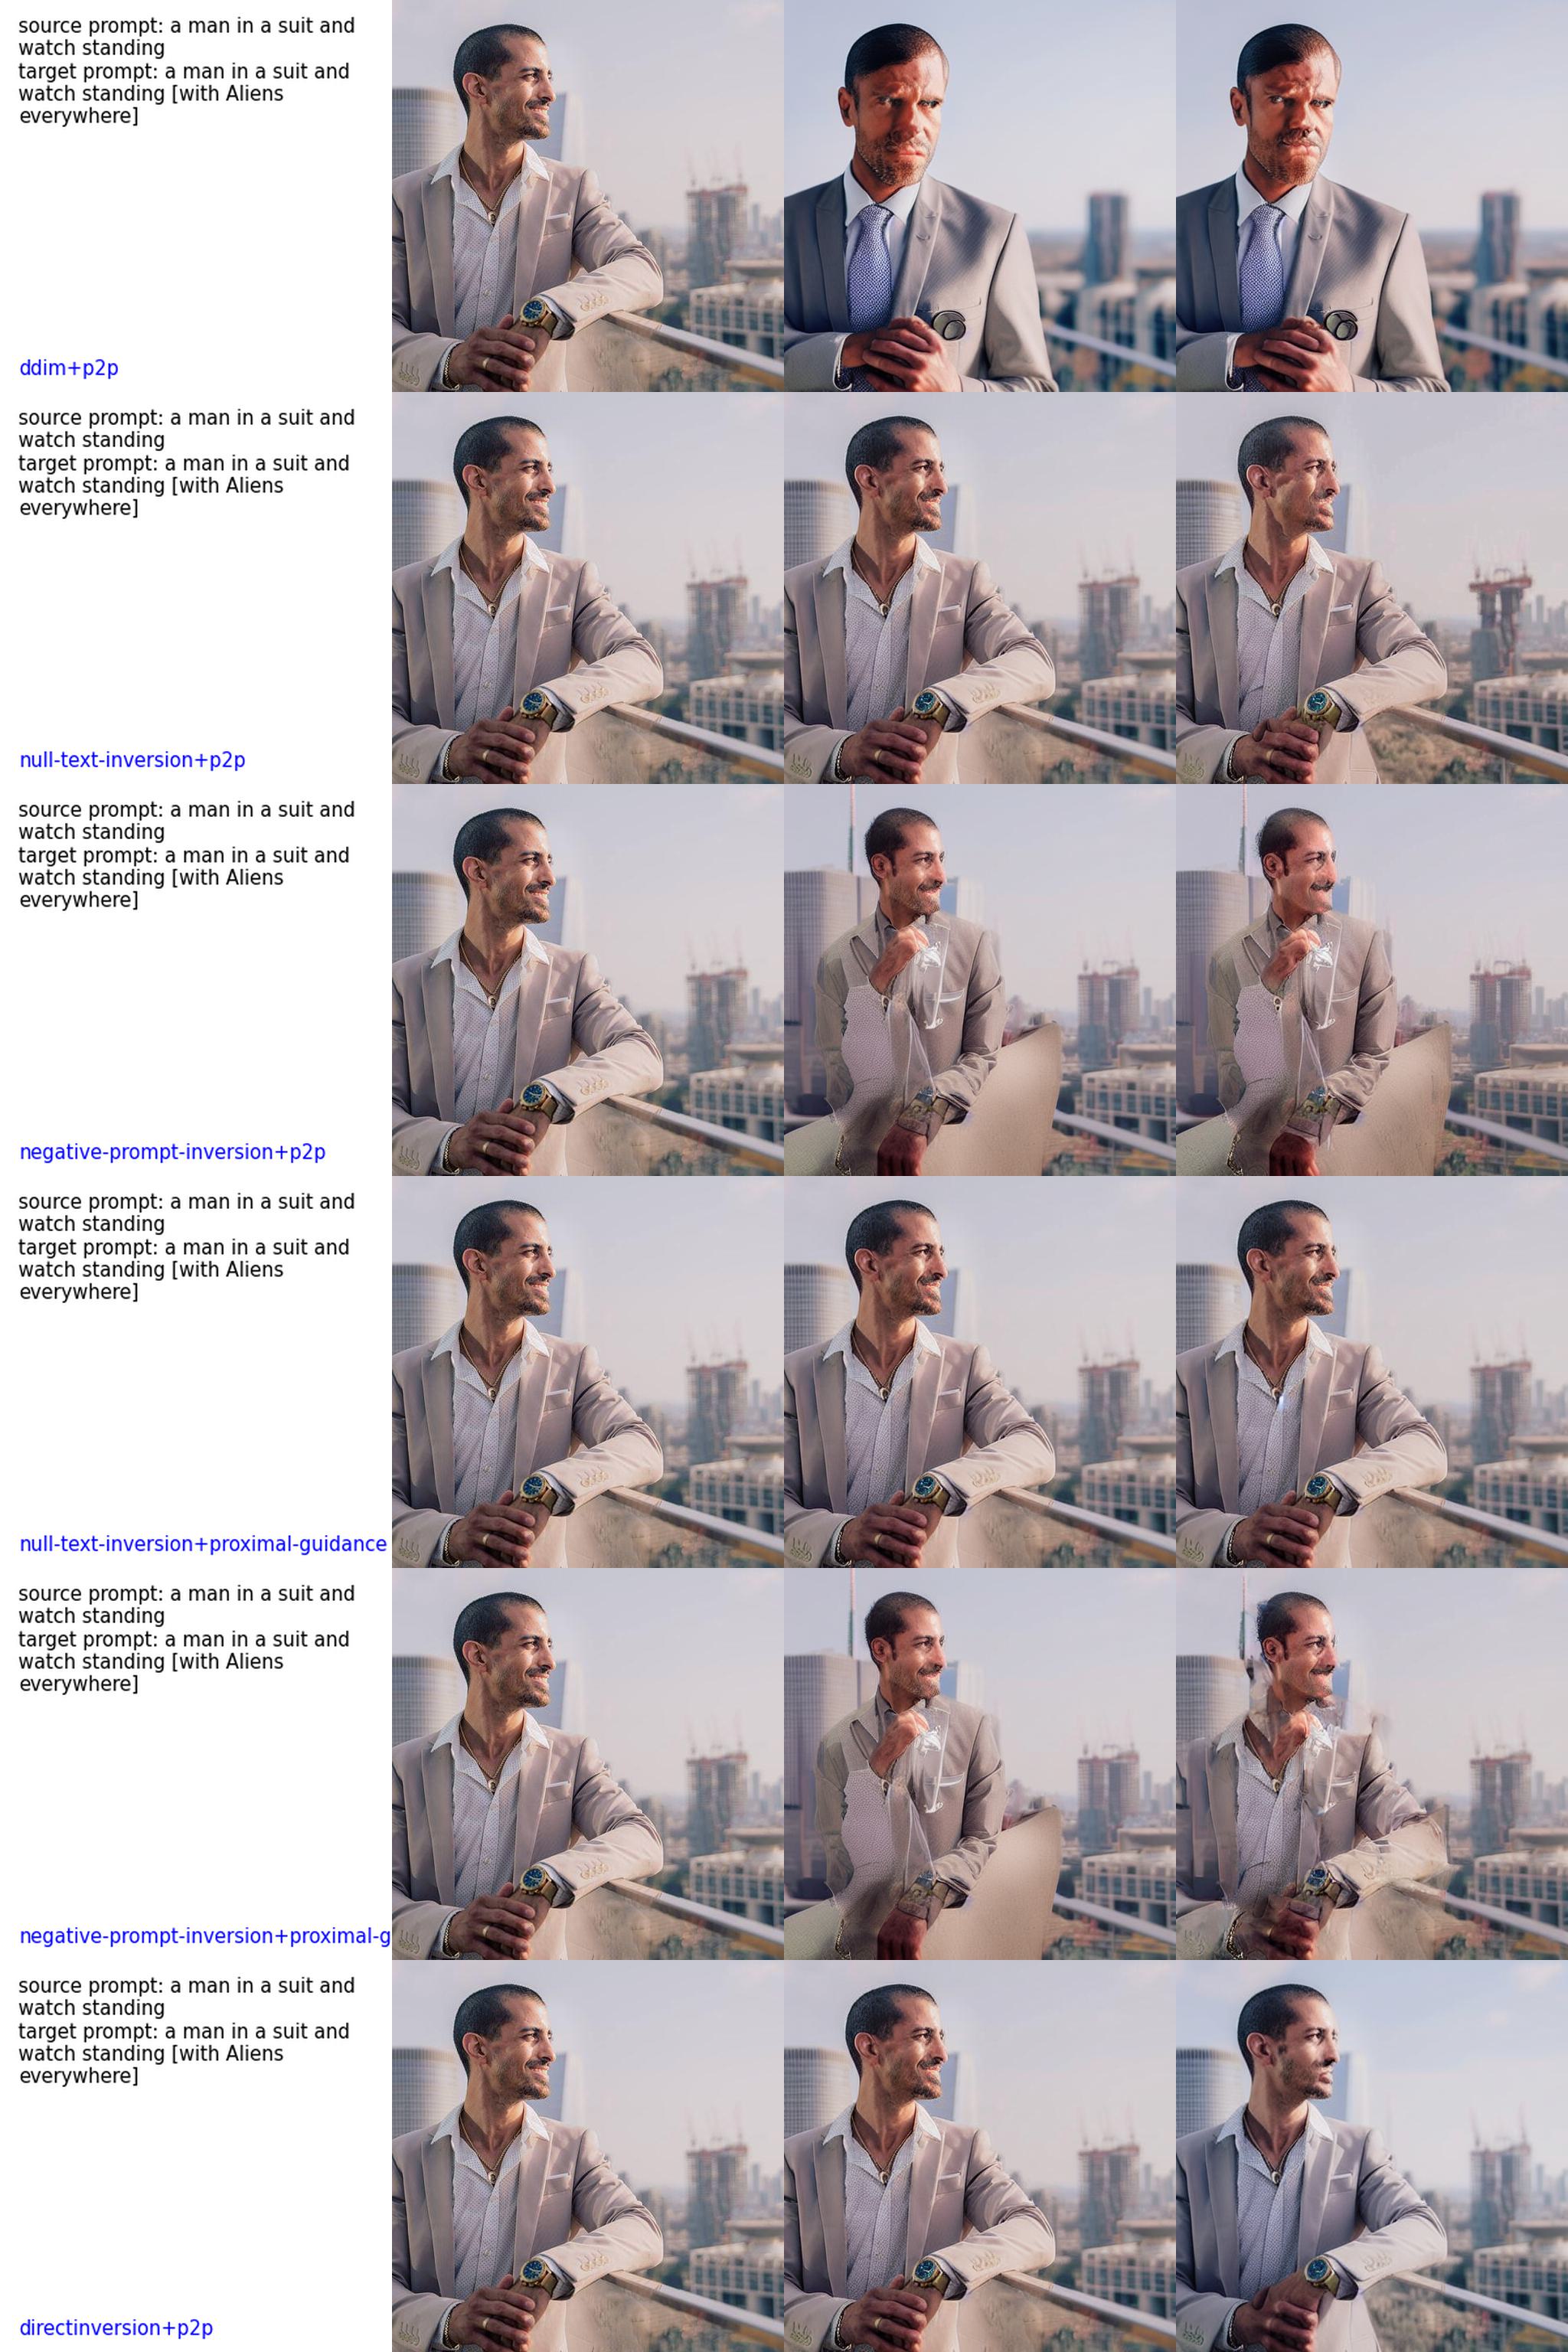 source prompt: a man in a suit and
watch standing
target prompt: a man in a suit and
watch standing [with Aliens
everywhere]
ddim+p2p
source prompt: a man in a suit and
watch standing
target prompt: a man in a suit and
watch standing [with Aliens
everywhere]
null-text-inversion+p2p
source prompt: a man in a suit and
watch standing
target prompt: a man in a suit and
watch standing [with Aliens
everywhere]
negative-prompt-inversion+p2p
source prompt: a man in a suit and
watch standing
target prompt: a man in a suit and
watch standing [with Aliens
everywhere]
null-text-inversion+proximal-guidance
source prompt: a man in a suit and
watch standing
target prompt: a man in a suit and
watch standing [with Aliens
everywhere]
negative-prompt-inversion+proximal-g
source prompt: a man in a suit and
watch standing
target prompt: a man in a suit and
watch standing [with Aliens
everywhere]
directinversion+p2p